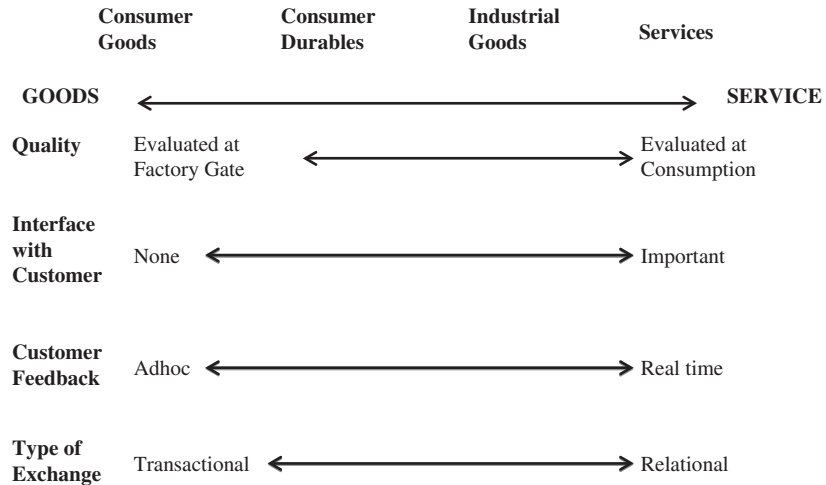 Consumer Goods
Consumer Durables
Industrial Goods
Services
GOODS
SERVICE
Quality
Evaluated at
Factory Gate
Evaluated at
Consumption
Interface
with
Customer
None
Important
Customer
Feedback
Adhoc
Real time
Type of
Exchange
Transactional
Relational